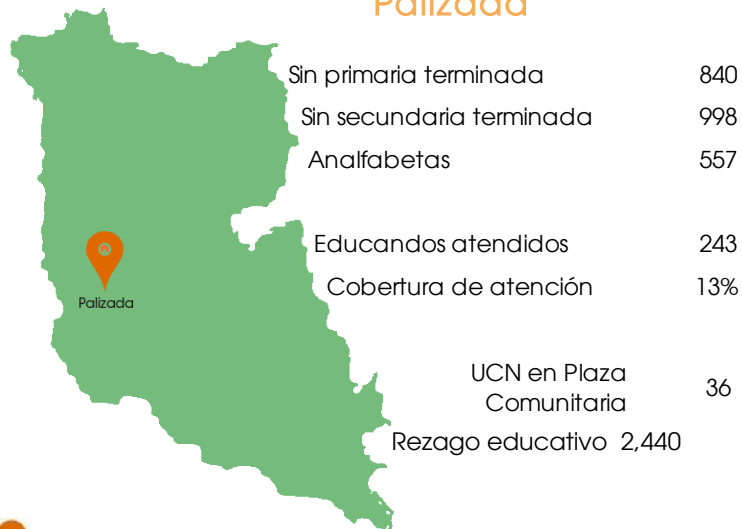 Palizada
Sin primaria terminada 840
Sin secundaria terminada 998
Analfabetas 557
Educandos atendidos 243
Cobertura de atención 13%
Palizada
UCN en Plaza
Comunitaria 36
Rezago educativo 2,440